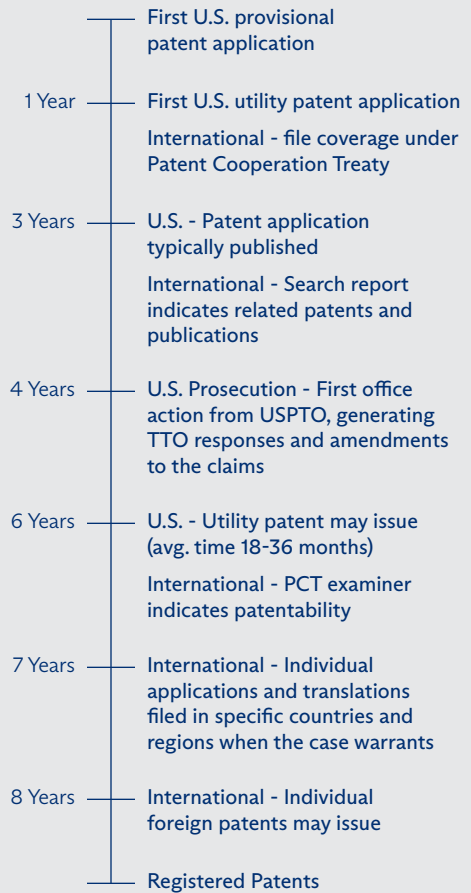 First U.S. provisional
patent application
1 Year
First U.S. utility patent application
International - file coverage under
Patent Cooperation Treaty
3 Years
U.S. - Patent application
typically published
International - Search report
indicates related patents and
publications
4 Years
U.S. Prosecution - First office
action from USPTO, generating
TTO responses and amendments
to the claims
6 Years
U.S. - Utility patent may issue
(avg. time 18-36 months)
International - PCT examiner
indicates patentability
7 Years
International - Individual
applications and translations
filed in specific countries and
regions when the case warrants
8 Years
International - Individual
foreign patents may issue
Registered Patents